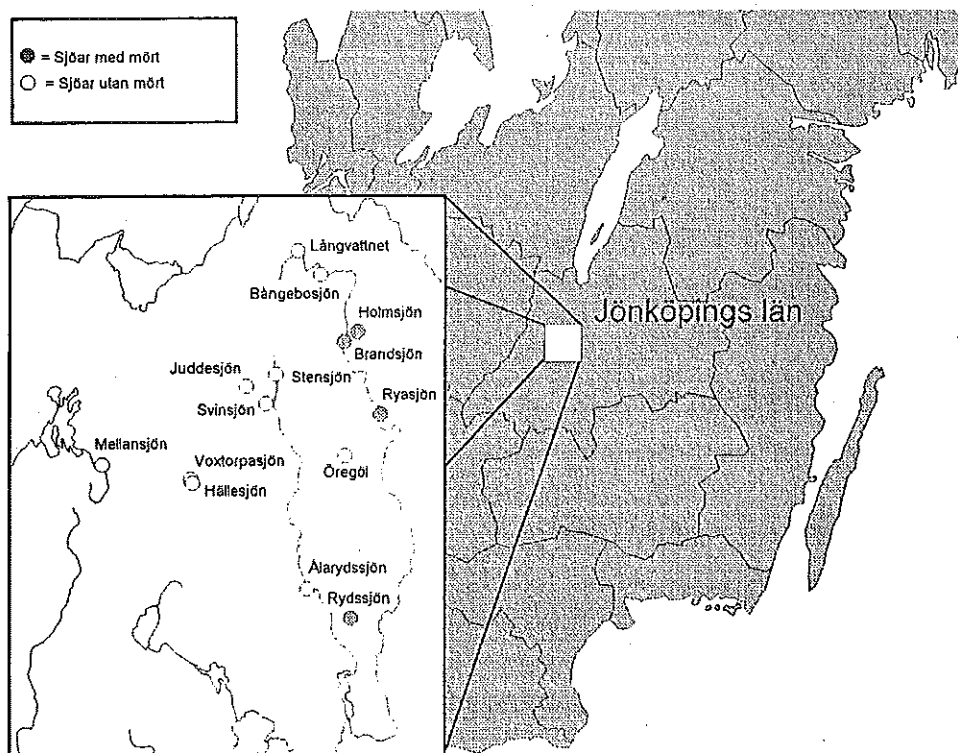 = Sjöar med mört
= Sjöar utan mört
Långvattnet
Bångebosjön
Holmsjön
Brandsjön
Juddesjön
Stensjön
Svinsjön
Ryasjön
Mellansjön
Voxtorpasjön
Öregöl
Hällesjön
Ålarydssjön
Rydssjön
Jönköpings län